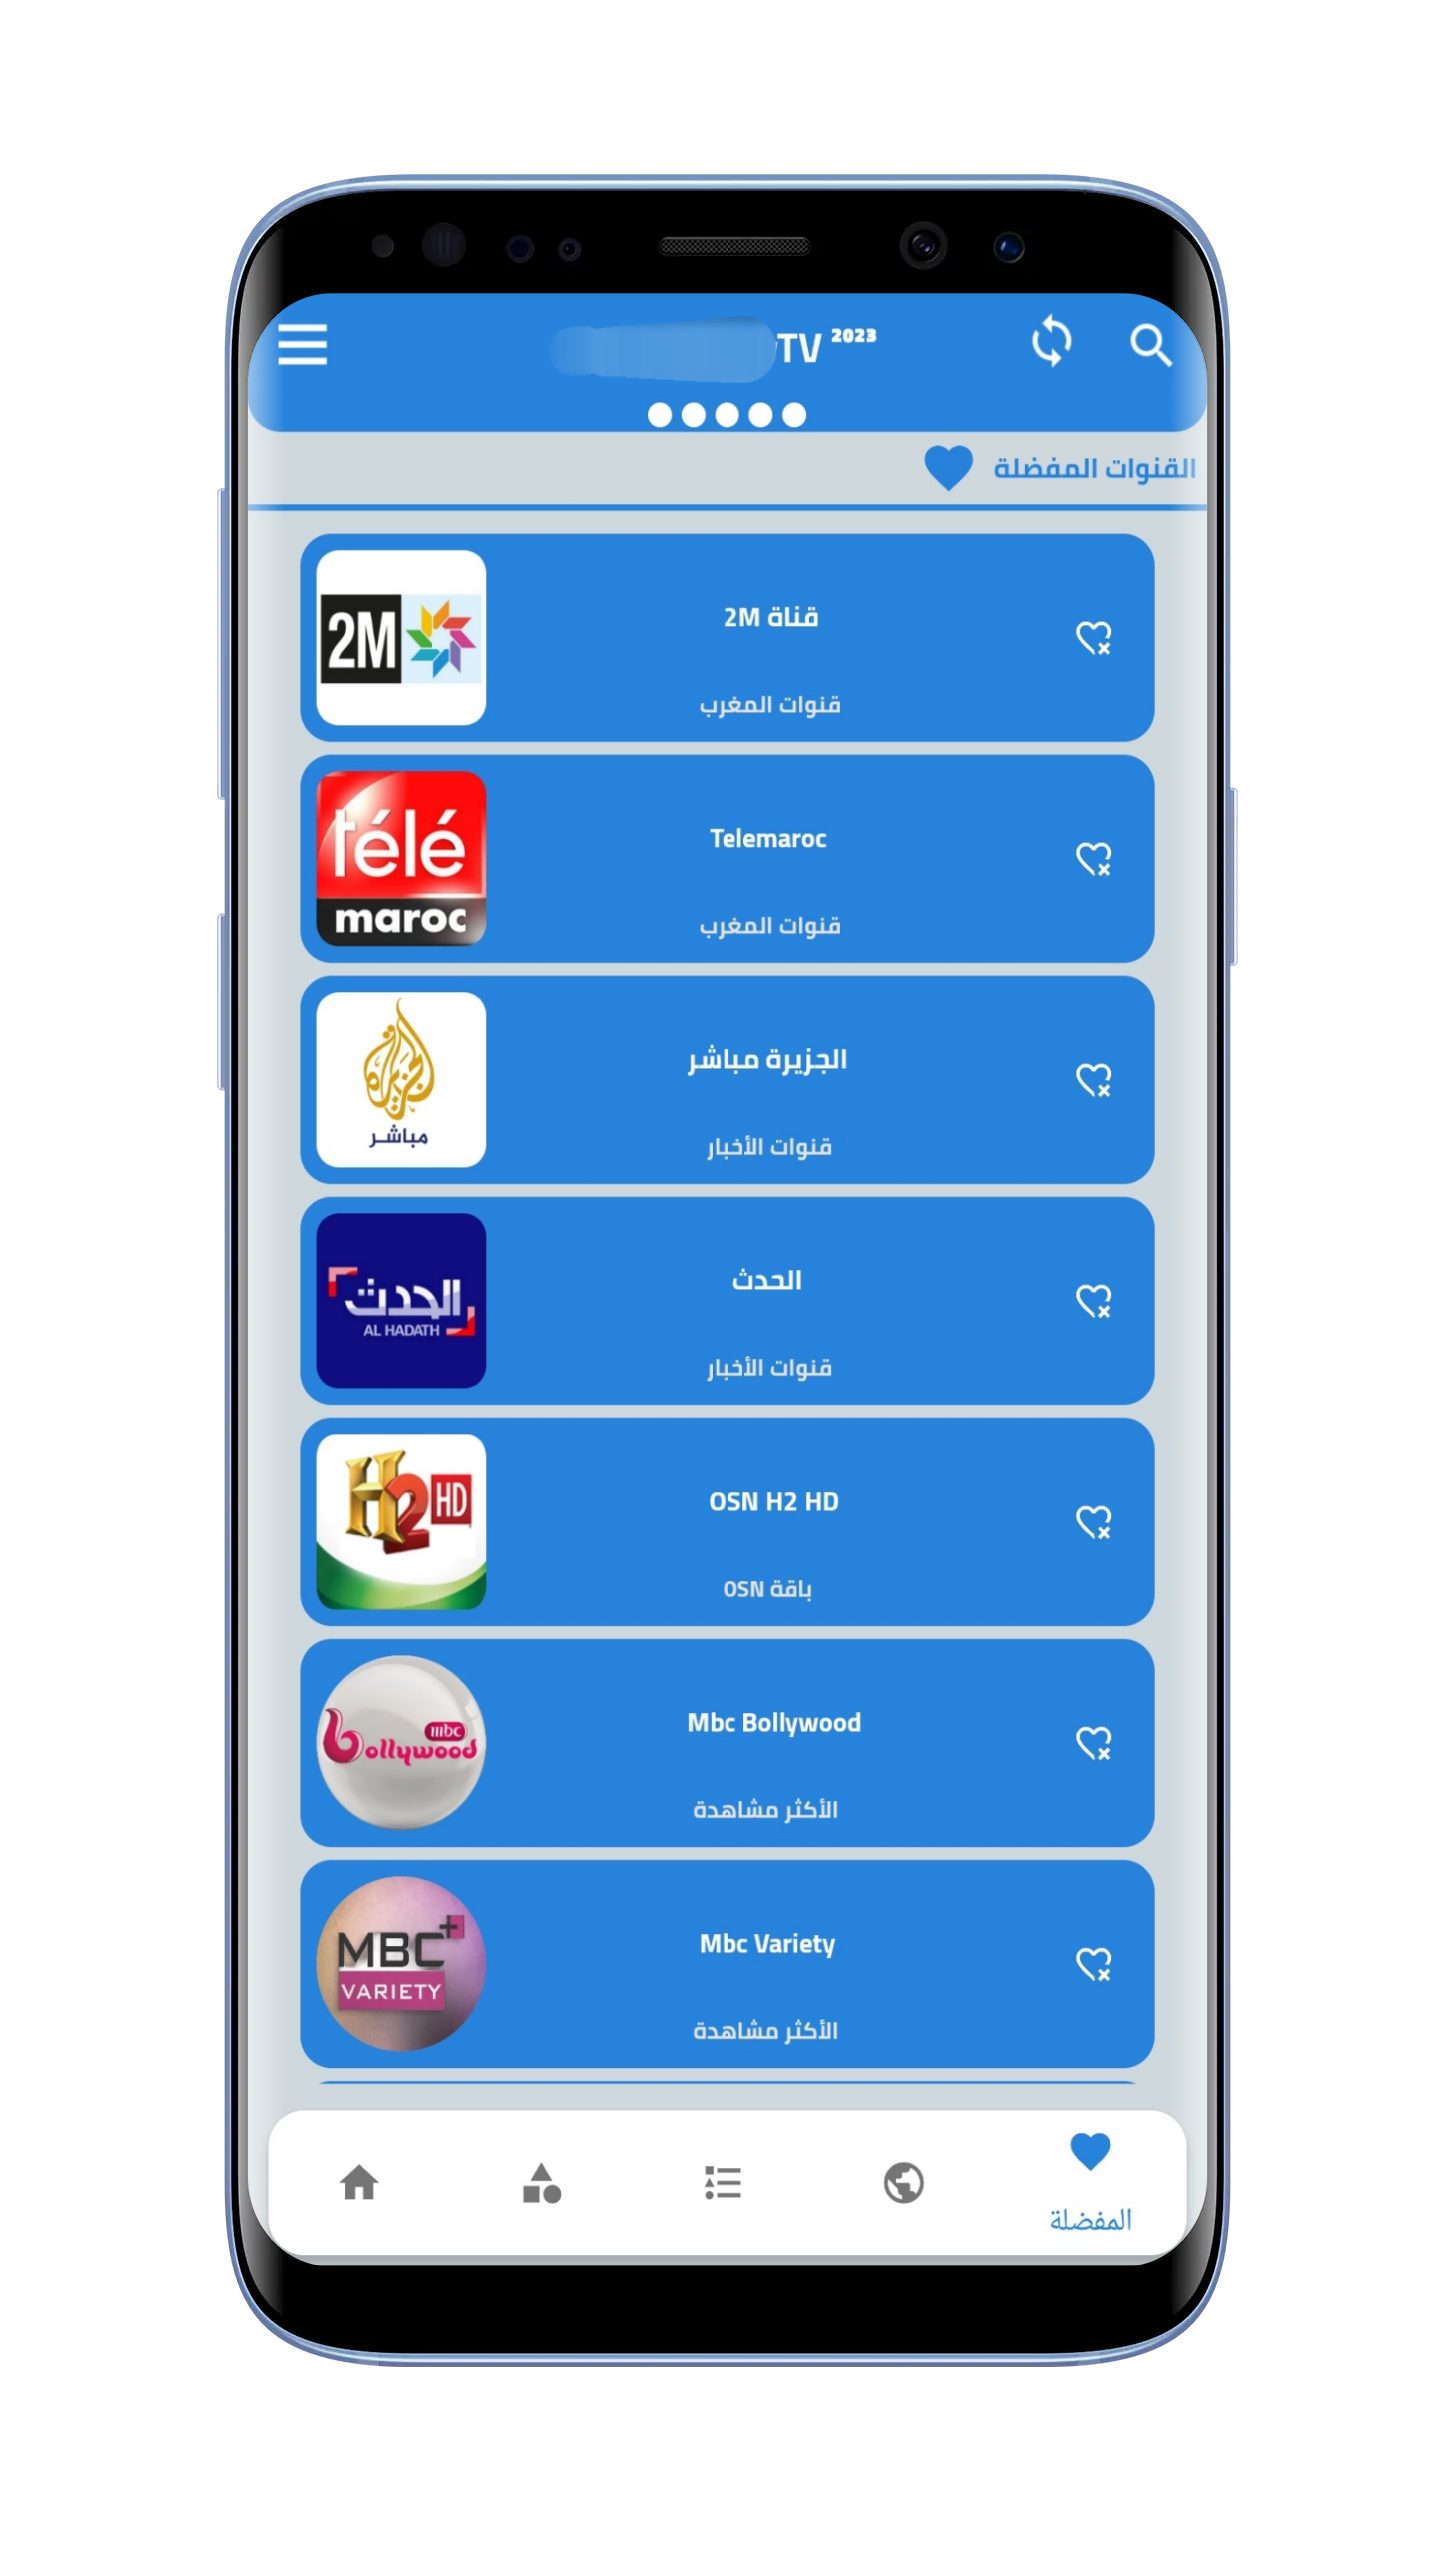 TV 2023
القنوات المفضلة
2M
قناة 2M
قنوات المغرب
télé
maroc
Telemaroc
قنوات المغرب
الجزيرة
مباشر
الجزيرة مباشر
قنوات الأخبار
الحدث
AL HADATH
الحدث
قنوات الأخبار
H2 HD
OSN H2 HD
باقة OSN
mbc
bollywood
Mbc Bollywood
الأكثر مشاهدة
MBC+
VARIETY
Mbc Variety
الأكثر مشاهدة
المفضلة